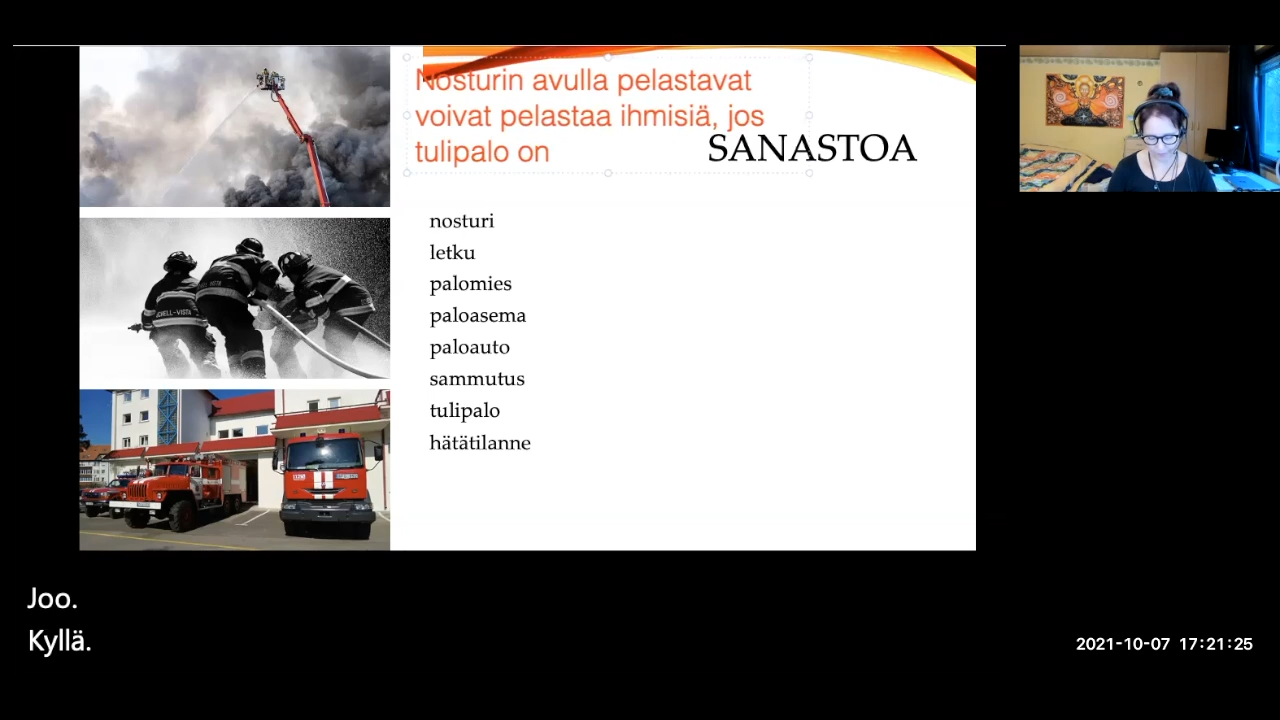 Nosturin avulla pelastavat
voivat pelastaa ihmisiä, jos
tulipalo on
SANASTOA
nosturi
letku
palomies
paloasema
paloauto
sammutus
tulipalo
hätätilanne
Joo.
Kyllä.
2021-10-07 17:21:25